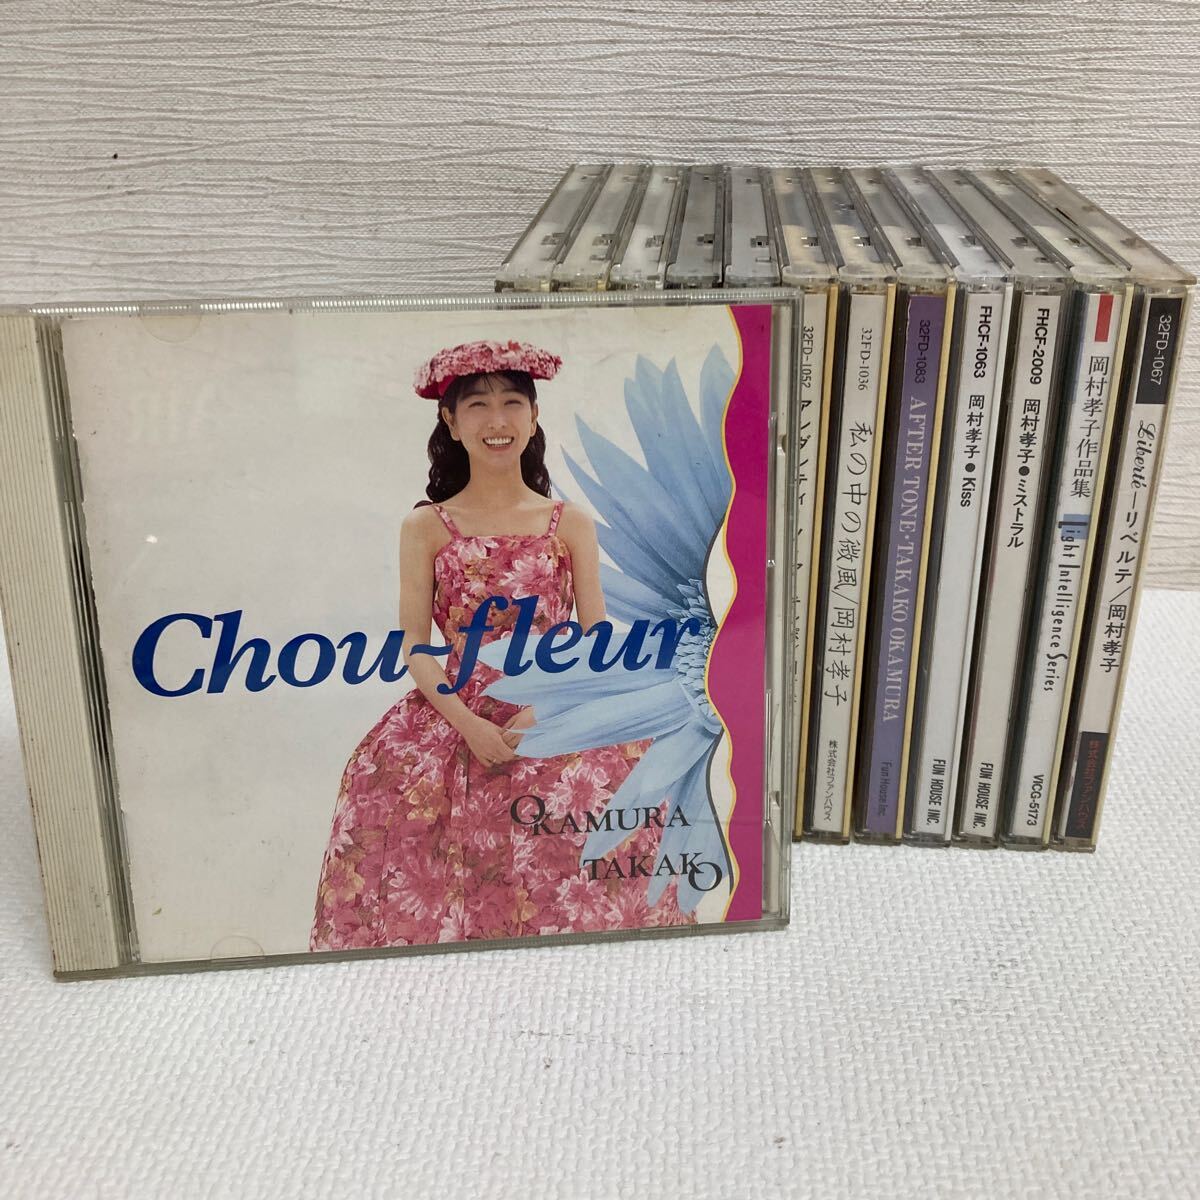 Chou-fleur
OKAMURA
TAKAKO
32FD-1052
32FD-1036 私の中の微風/岡村孝子 株式会社ファンハウス
32FD-1083 AFTER TONE・TAKAKO OKAMURA Fun House Inc.
FHCF-1063 岡村孝子●Kiss FUN HOUSE INC.
FHCF-2009 岡村孝子●ミストラル FUN HOUSE INC.
岡村孝子作品集 Light Intelligence Series VICG-5173
32FD-1067 Liberté―リベルテ/岡村孝子 株式会社ファンハウス